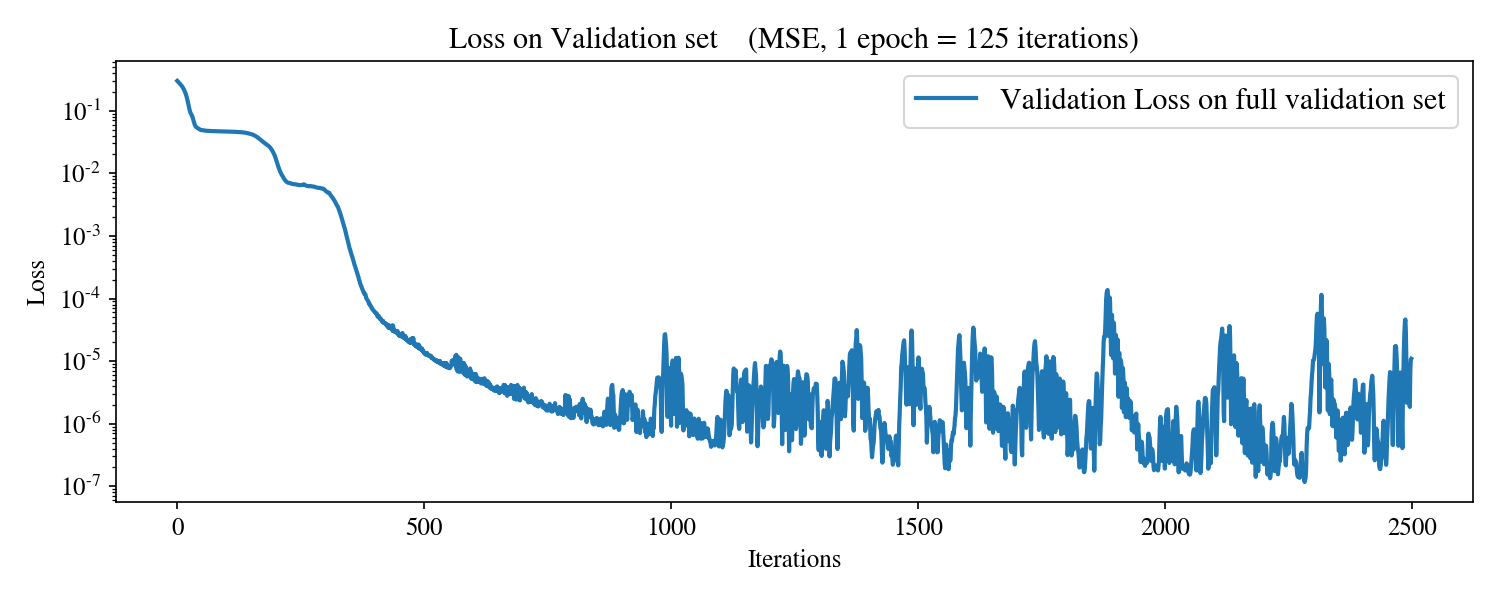 Loss on Validation set (MSE, 1 epoch = 125 iterations)
Validation Loss on full validation set
10^-1
10^-2
10^-3
10^-4
10^-5
10^-6
10^-7
Loss
0 500 1000 1500 2000 2500
Iterations